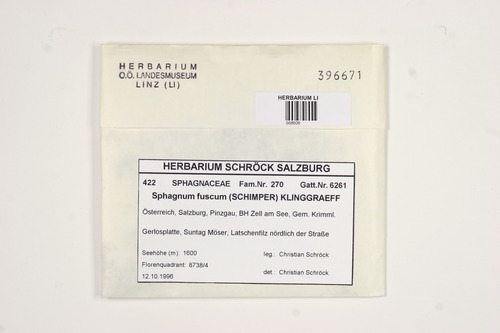 HERBARIUM
O.Ö. LANDESMUSEUM
LINZ (LI)
396671
HERBARIUM LI
HERBARIUM SCHRÖCK SALZBURG
422 SPHAGNACEAE Fam.Nr. 270 Gatt.Nr. 6261
Sphagnum fuscum (SCHIMPER) KLINGGRAEFF
Österreich, Salzburg, Pinzgau, BH Zell am See, Gem. Krimml.
Gerlosplatte, Suntag Möser, Latschenfilz nördlich der Straße
Seehöhe (m): 1600 leg.: Christian Schröck
Florenquadrant: 8738/4
12.10.1996 det.: Christian Schröck